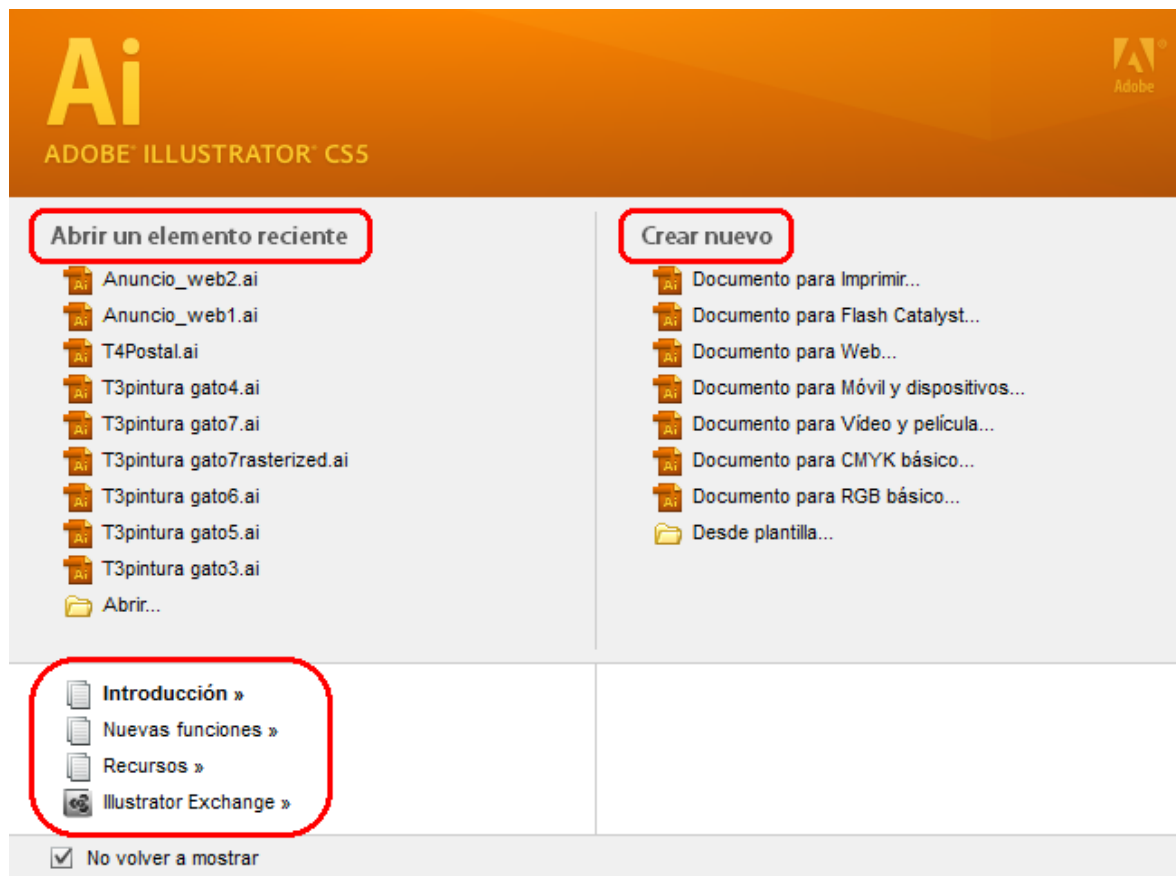 Ai
Adobe
ADOBE® ILLUSTRATOR® CS5
Abrir un elemento reciente
Anuncio_web2.ai
Anuncio_web1.ai
T4Postal.ai
T3pintura gato4.ai
T3pintura gato7.ai
T3pintura gato7rasterized.ai
T3pintura gato6.ai
T3pintura gato5.ai
T3pintura gato3.ai
Abrir...
Crear nuevo
Documento para Imprimir...
Documento para Flash Catalyst...
Documento para Web...
Documento para Móvil y dispositivos...
Documento para Vídeo y película...
Documento para CMYK básico...
Documento para RGB básico...
Desde plantilla...
Introducción »
Nuevas funciones »
Recursos »
Illustrator Exchange »
No volver a mostrar